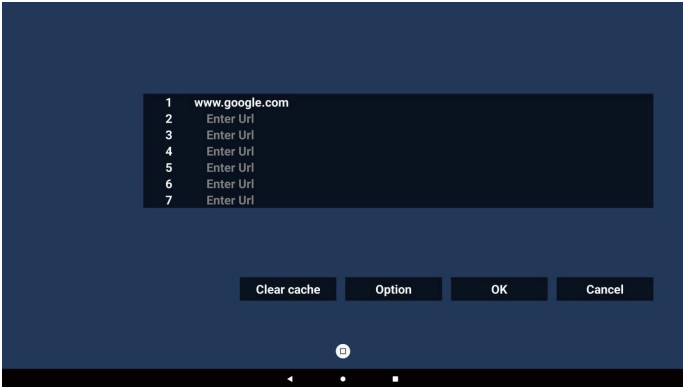 1 www.google.com
2 Enter Url
3 Enter Url
4 Enter Url
5 Enter Url
6 Enter Url
7 Enter Url
Clear cache Option OK Cancel